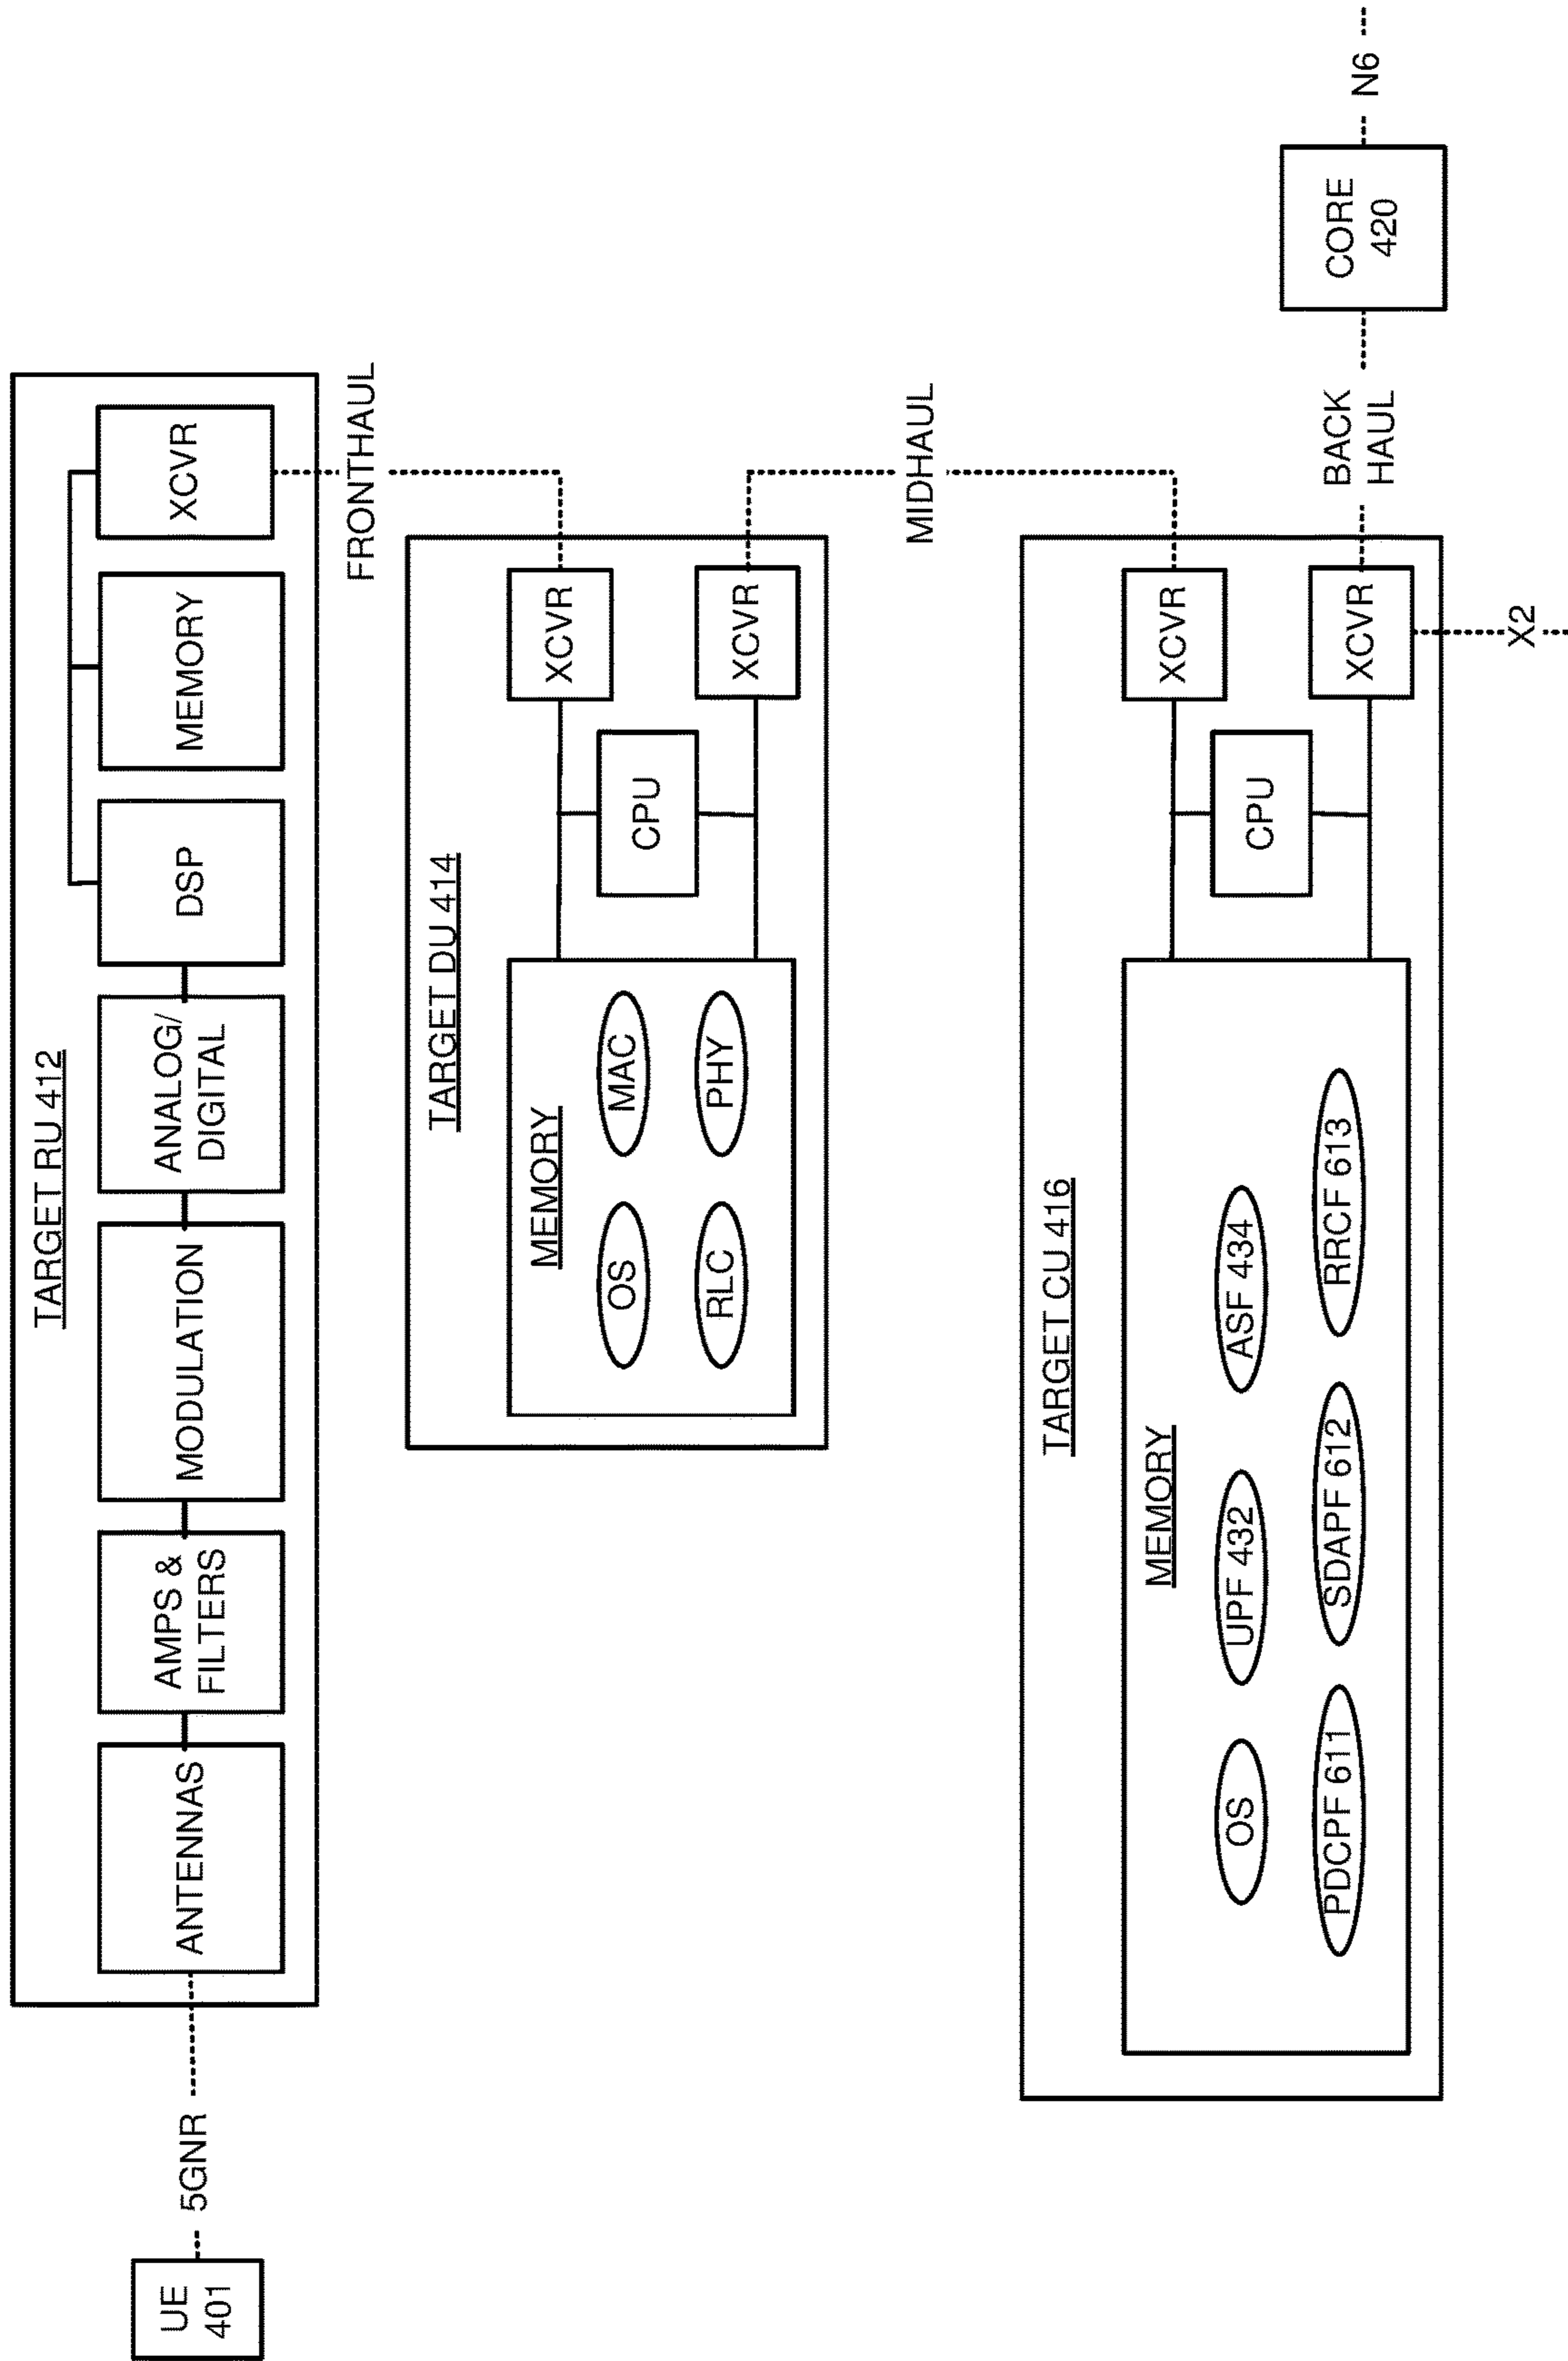 TARGET RU 412
UE
401
5GNR
ANTENNAS
AMPS &
FILTERS
MODULATION
ANALOG/
DIGITAL
DSP
MEMORY
XCVR
FRONTHAUL
TARGET DU 414
MEMORY
OS
MAC
RLC
PHY
CPU
XCVR
XCVR
MIDHAUL
TARGET CU 416
MEMORY
OS
UPF 432
ASF 434
PDCPF 611
SDAPF 612
RRCF 613
CPU
XCVR
XCVR
BACK
HAUL
CORE
420
N6
X2